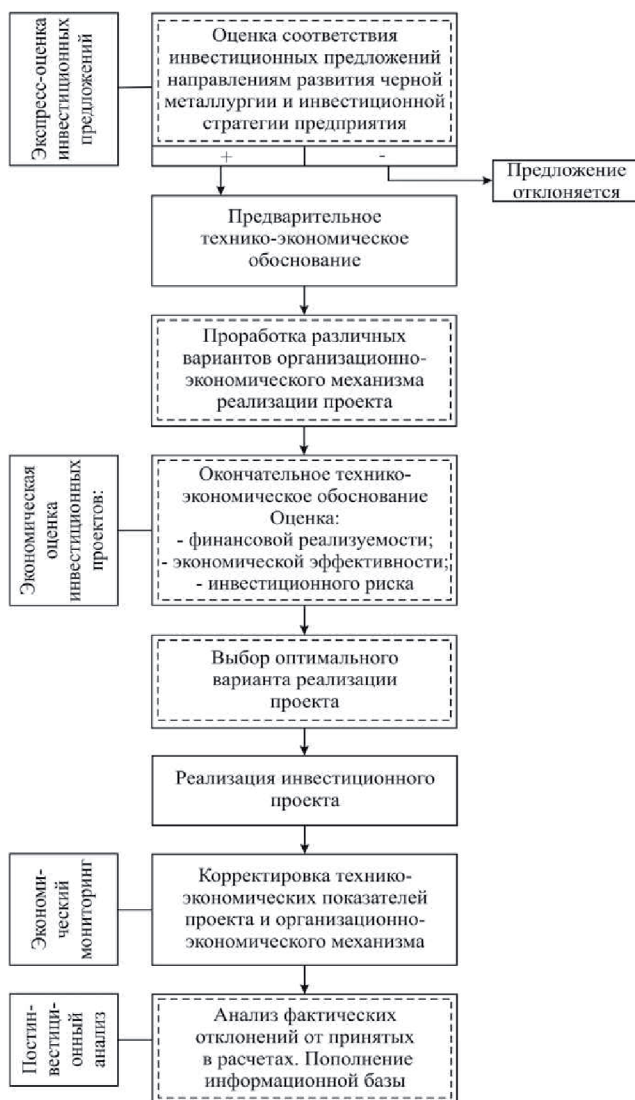 Экспресс-оценка
инвестиционных
предложений
Оценка соответствия
инвестиционных предложений
направлениям развития черной
металлургии и инвестиционной
стратегии предприятия
+
-
Предложение
отклоняется
Предварительное
технико-экономическое
обоснование
Проработка различных
вариантов организационно-
экономического механизма
реализации проекта
Экономическая
оценка
инвестиционных
проектов:
Окончательное технико-
экономическое обоснование
Оценка:
- финансовой реализуемости;
- экономической эффективности;
- инвестиционного риска
Выбор оптимального
варианта реализации
проекта
Реализация инвестиционного
проекта
Экономи-
ческий
мониторинг
Корректировка технико-
экономических показателей
проекта и организационно-
экономического механизма
Постин-
вестици-
онный
анализ
Анализ фактических
отклонений от принятых
в расчетах. Пополнение
информационной базы